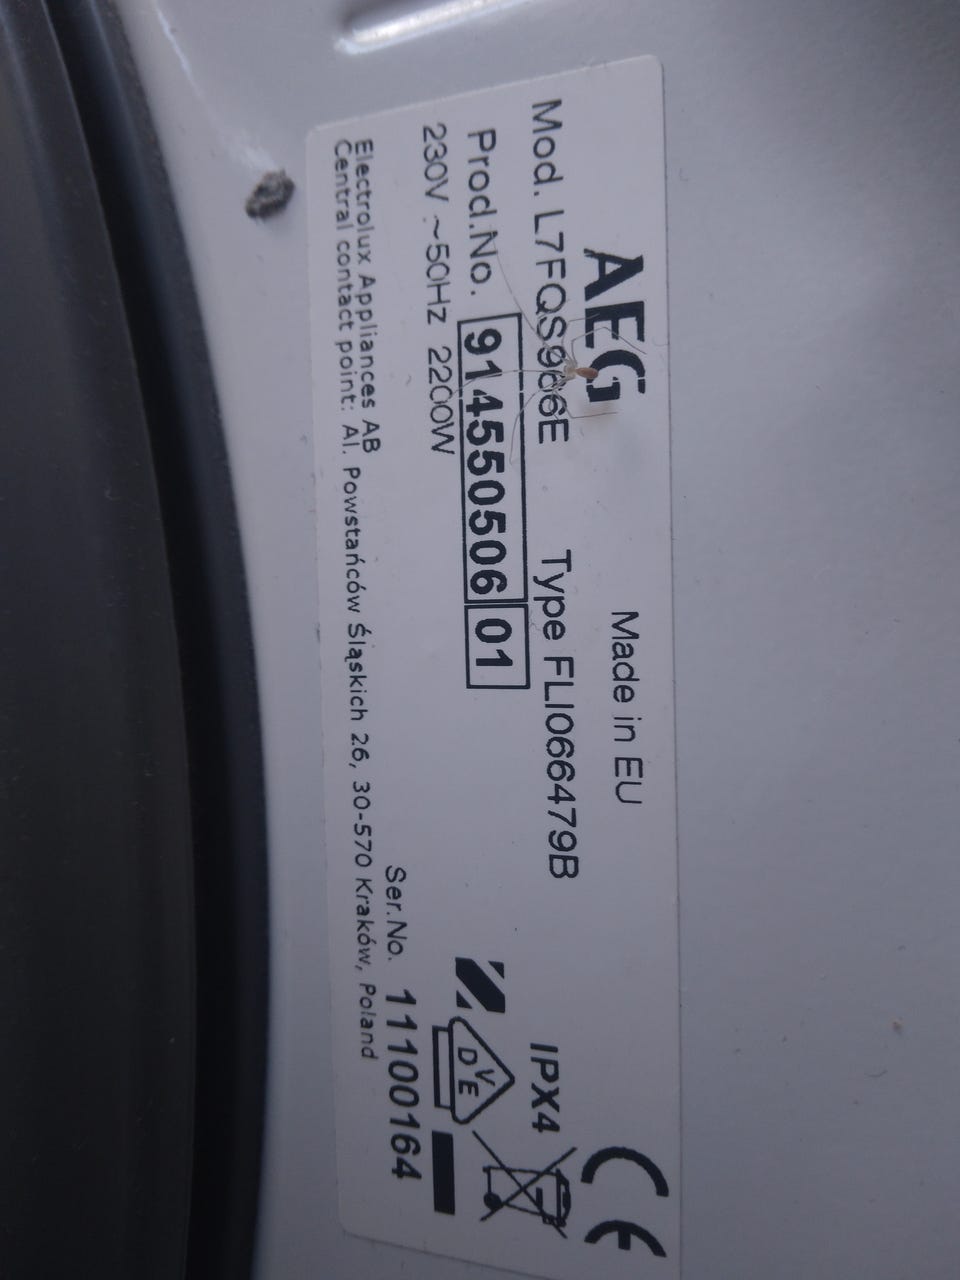 AEG Made in EU
Mod. L7FQS966E Type FLI066479B IPX4
Prod.No. 914550506 01
230V ~50Hz 2200W
DVE
Ser.No. 11100164
Electrolux Appliances AB
Central contact point: Al. Powstańców Śląskich 26, 30-570 Kraków, Poland